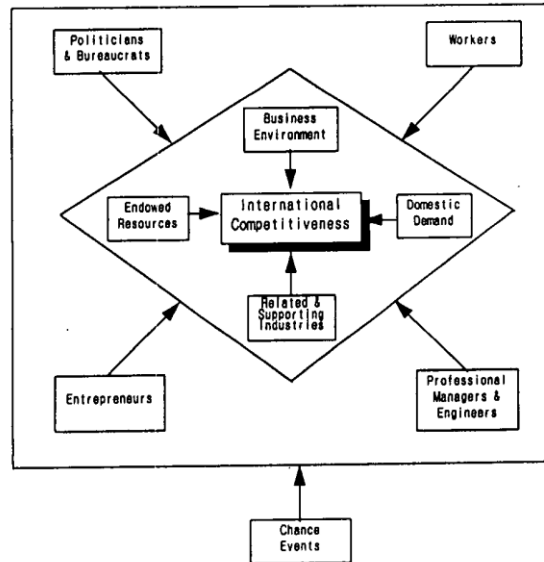 Politicians
& Bureaucrats
Workers
Business
Environment
Endowed
Resources
International
Competitiveness
Domestic
Demand
Related &
Supporting
Industries
Entrepreneurs
Professional
Managers &
Engineers
Chance
Events